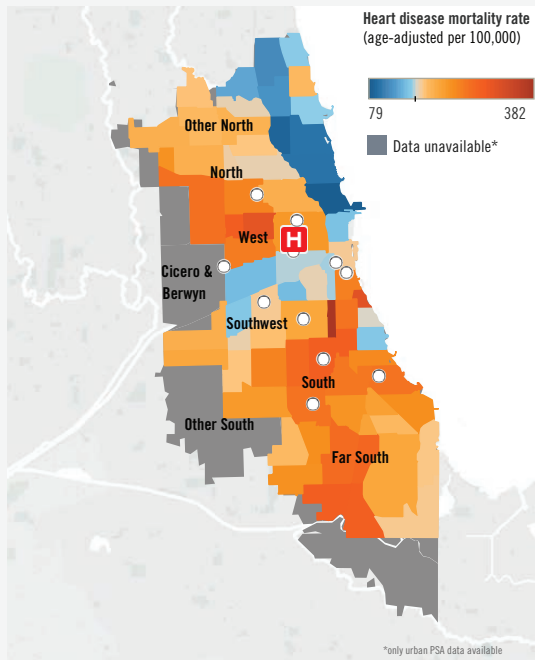 Heart disease mortality rate
(age-adjusted per 100,000)
79
382
Data unavailable*
Other North
North
West
H
Cicero &
Berwyn
Southwest
South
Other South
Far South
*only urban PSA data available